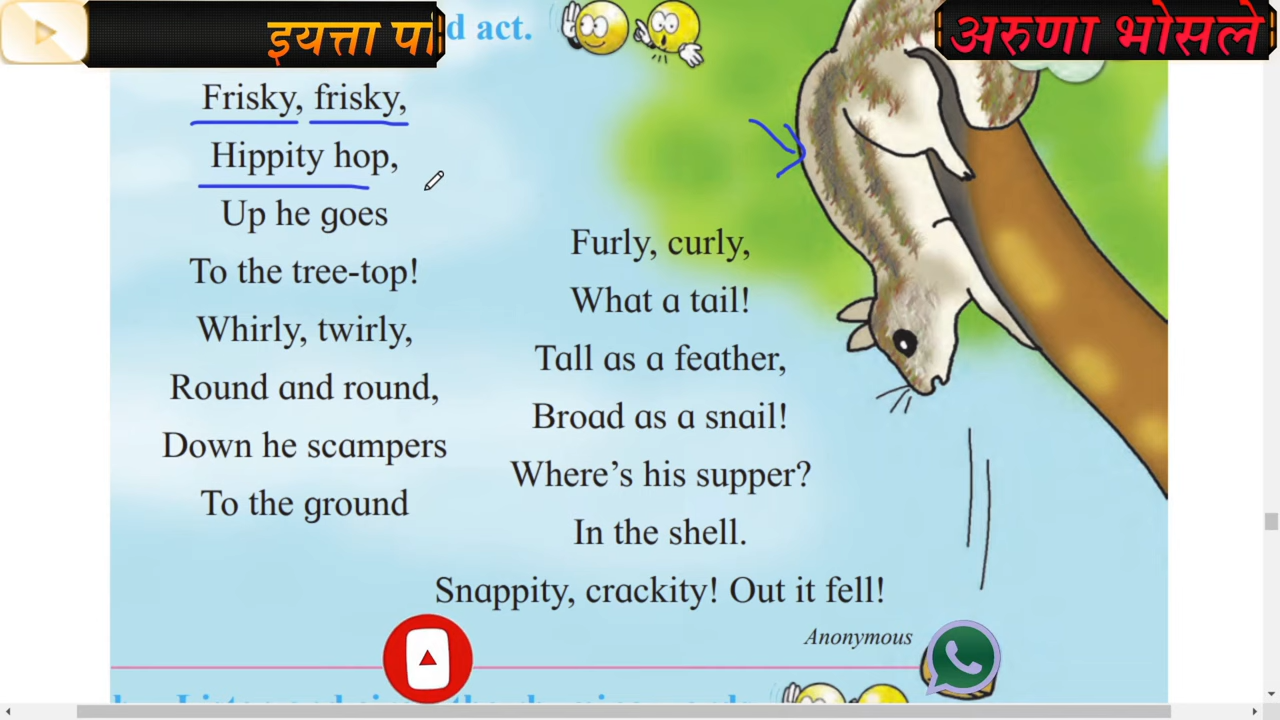 इयत्ता पां
d act.
अरुणा भोसले
Frisky, frisky,
Hippity hop,
Up he goes
To the tree-top!
Whirly, twirly,
Round and round,
Down he scampers
To the ground
Furly, curly,
What a tail!
Tall as a feather,
Broad as a snail!
Where’s his supper?
In the shell.
Snappity, crackity! Out it fell!
Anonymous